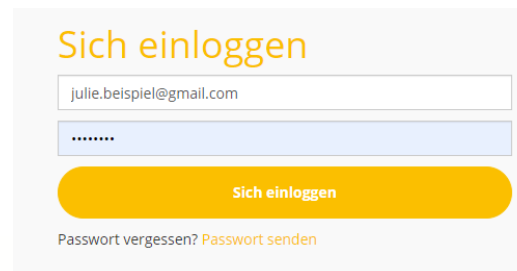 Sich einloggen
julie.beispiel@gmail.com
••••••••
Sich einloggen
Passwort vergessen? Passwort senden